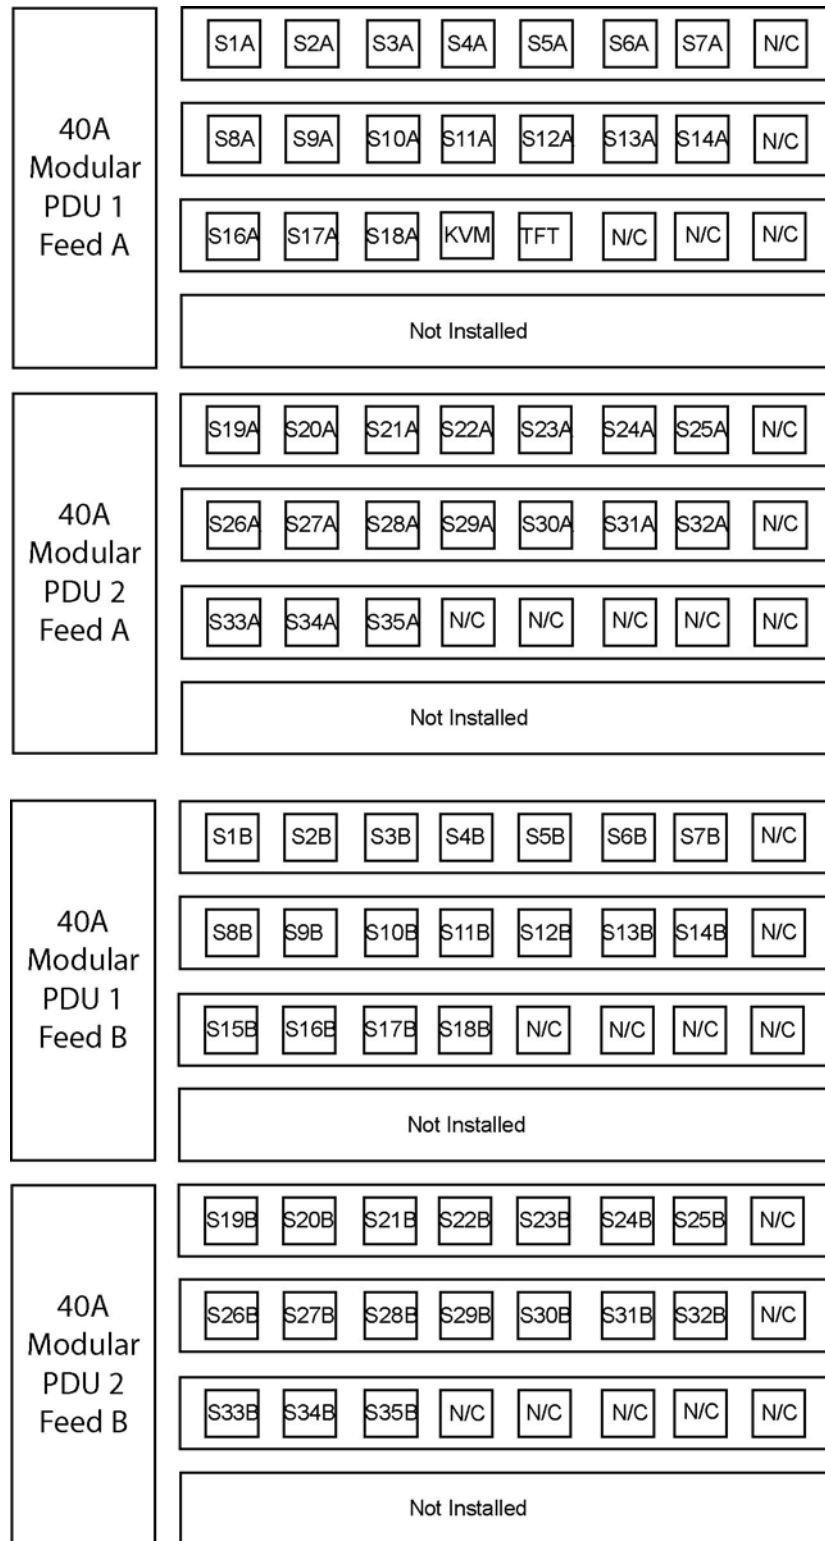 40A
Modular
PDU 1
Feed A
S1A S2A S3A S4A S5A S6A S7A N/C
S8A S9A S10A S11A S12A S13A S14A N/C
S16A S17A S18A KVM TFT N/C N/C N/C
Not Installed
40A
Modular
PDU 2
Feed A
S19A S20A S21A S22A S23A S24A S25A N/C
S26A S27A S28A S29A S30A S31A S32A N/C
S33A S34A S35A N/C N/C N/C N/C N/C
Not Installed
40A
Modular
PDU 1
Feed B
S1B S2B S3B S4B S5B S6B S7B N/C
S8B S9B S10B S11B S12B S13B S14B N/C
S15B S16B S17B S18B N/C N/C N/C N/C
Not Installed
40A
Modular
PDU 2
Feed B
S19B S20B S21B S22B S23B S24B S25B N/C
S26B S27B S28B S29B S30B S31B S32B N/C
S33B S34B S35B N/C N/C N/C N/C N/C
Not Installed